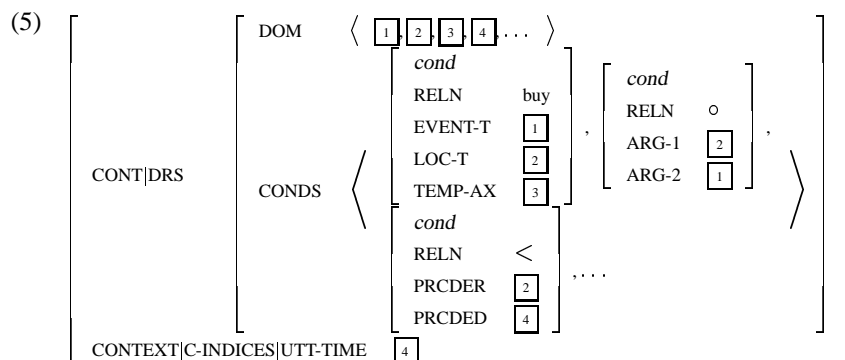 (5)
DOM ⟨ 1, 2, 3, 4, ... ⟩
cond
RELN buy
EVENT-T 1
LOC-T 2
TEMP-AX 3
,
cond
RELN ○
ARG-1 2
ARG-2 1
,
CONT|DRS
CONDS
cond
RELN <
PRCDER 2
PRCDED 4
, ...
CONTEXT|C-INDICES|UTT-TIME 4